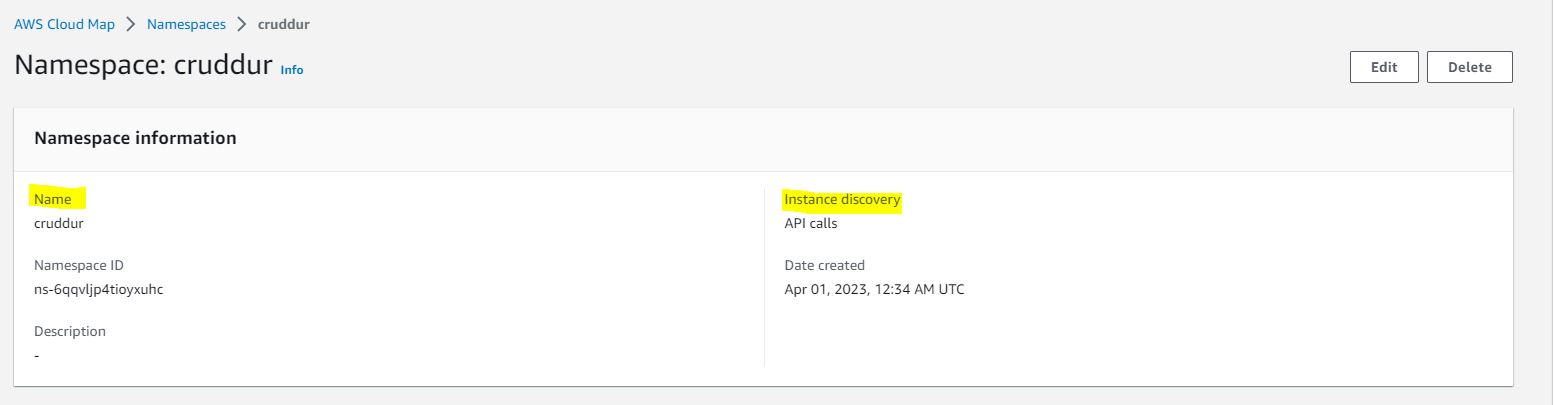 AWS Cloud Map > Namespaces > cruddur
Namespace: cruddur Info
Edit Delete
Namespace information
Name
cruddur
Namespace ID
ns-6qqvljp4tioyxuhc
Description
-
Instance discovery
API calls
Date created
Apr 01, 2023, 12:34 AM UTC